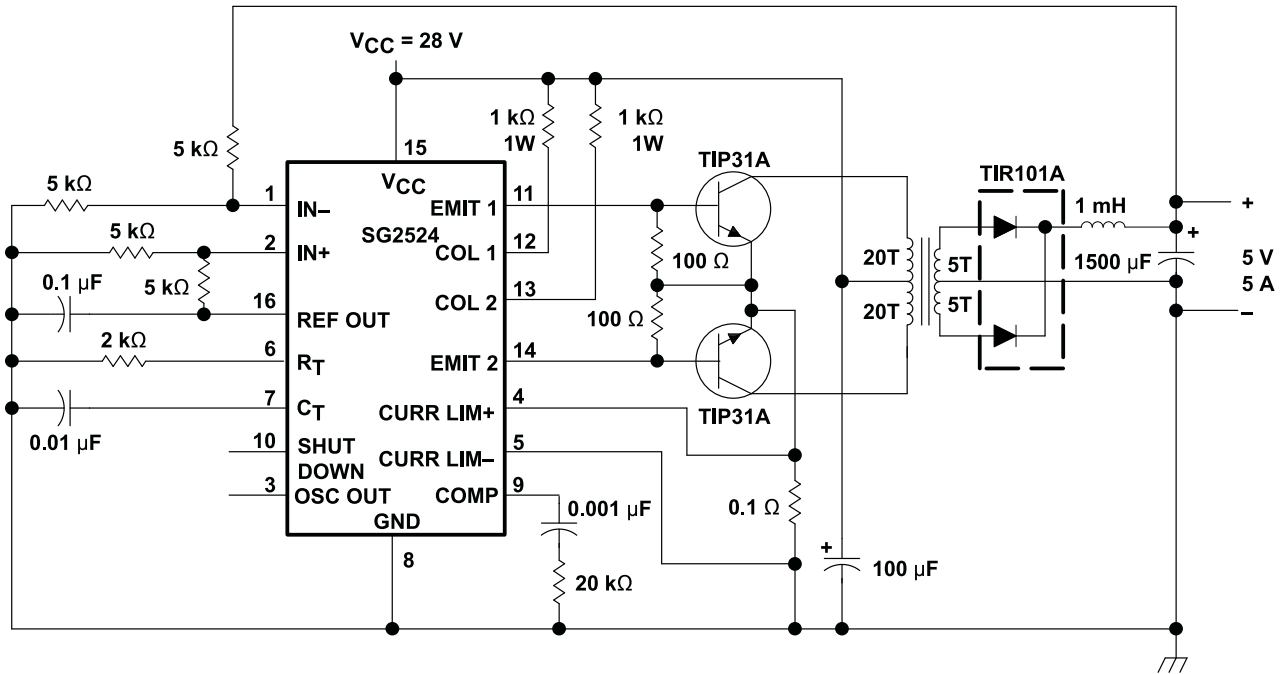 V_CC = 28 V
1 kΩ
1W
1 kΩ
1W
5 kΩ
15
TIP31A
TIR101A
5 kΩ
1
V_CC
11
IN–
EMIT 1
SG2524
1 mH
+
5 kΩ
2
IN+
12
COL 1
20T
5T
+
100 Ω
1500 µF
5 V
5 A
0.1 µF
5 kΩ
16
REF OUT
13
COL 2
20T
5T
100 Ω
–
2 kΩ
6
R_T
14
EMIT 2
7
C_T
4
CURR LIM+
TIP31A
0.01 µF
10
SHUT
DOWN
5
CURR LIM–
3
OSC OUT
9
COMP
0.001 µF
0.1 Ω
GND
8
20 kΩ
+
100 µF